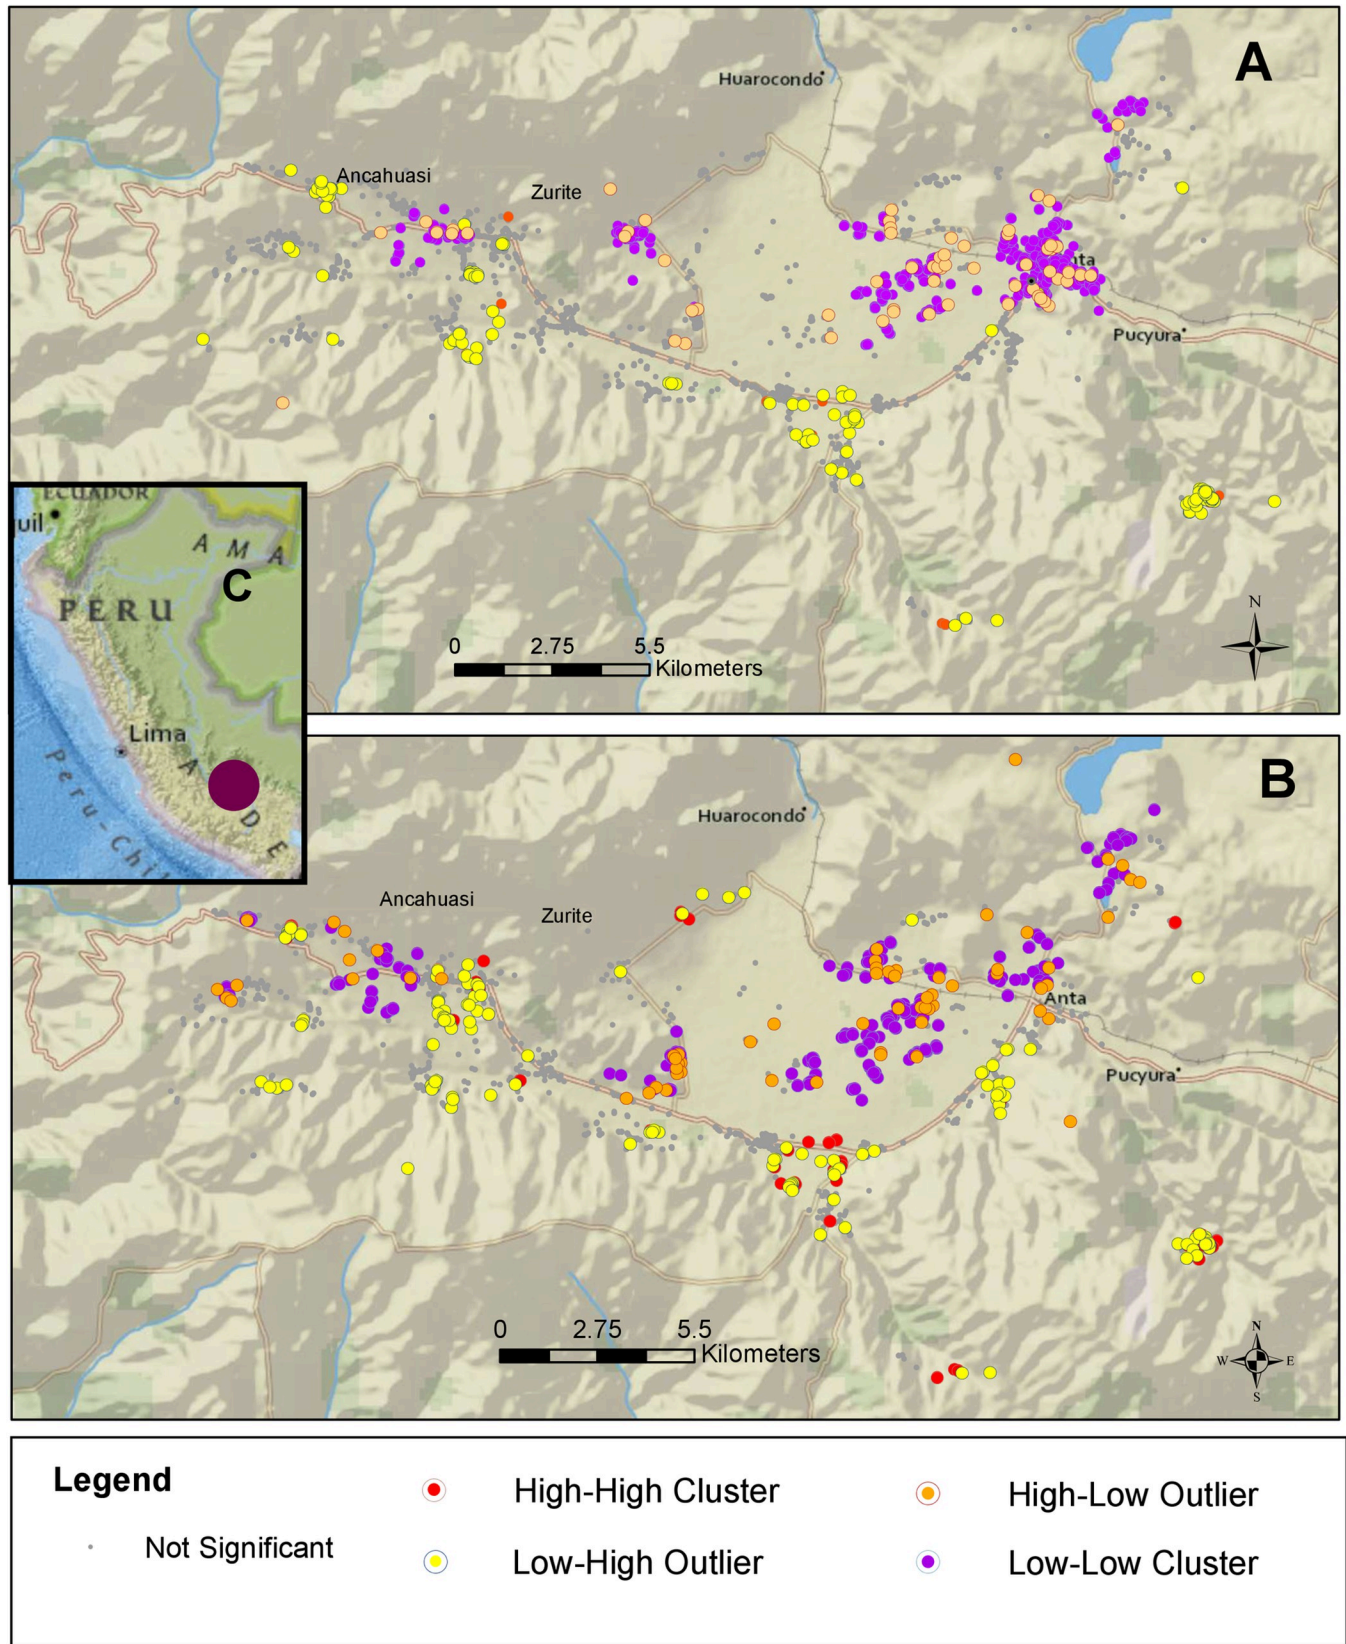 A
Huarocondo
Ancahuasi
Zurite
nta
Pucyura
N
0 2.75 5.5
Kilometers
ECUADOR
uil
A M A
C
PERU
Lima
A
D
E
Peru-Chi
B
Huarocondo
Ancahuasi
Zurite
Anta
Pucyura
0 2.75 5.5
Kilometers
N
W E
S
Legend
High-High Cluster
High-Low Outlier
Not Significant
Low-High Outlier
Low-Low Cluster